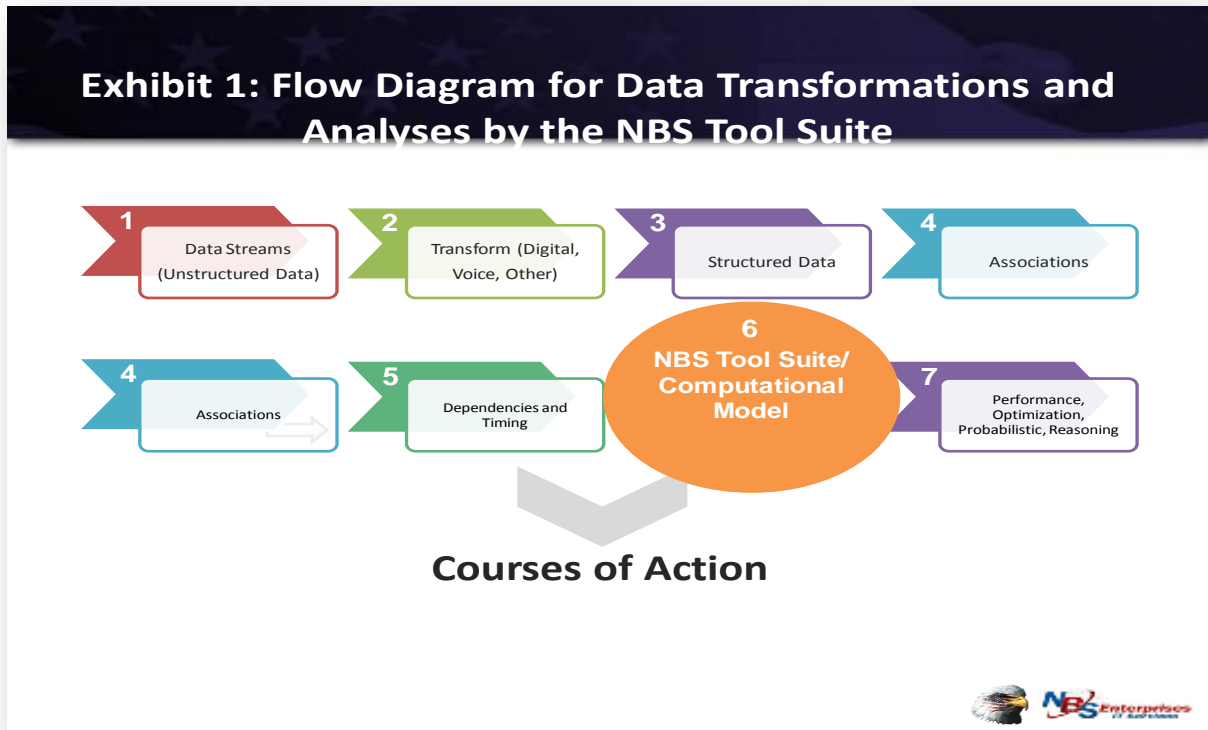 Exhibit 1: Flow Diagram for Data Transformations and
Analyses by the NBS Tool Suite
1
Data Streams
(Unstructured Data)
2
Transform (Digital,
Voice, Other)
3
Structured Data
4
Associations
4
Associations
5
Dependencies and
Timing
6
NBS Tool Suite/
Computational
Model
7
Performance,
Optimization,
Probabilistic, Reasoning
Courses of Action
NBS Enterprises
IT Services